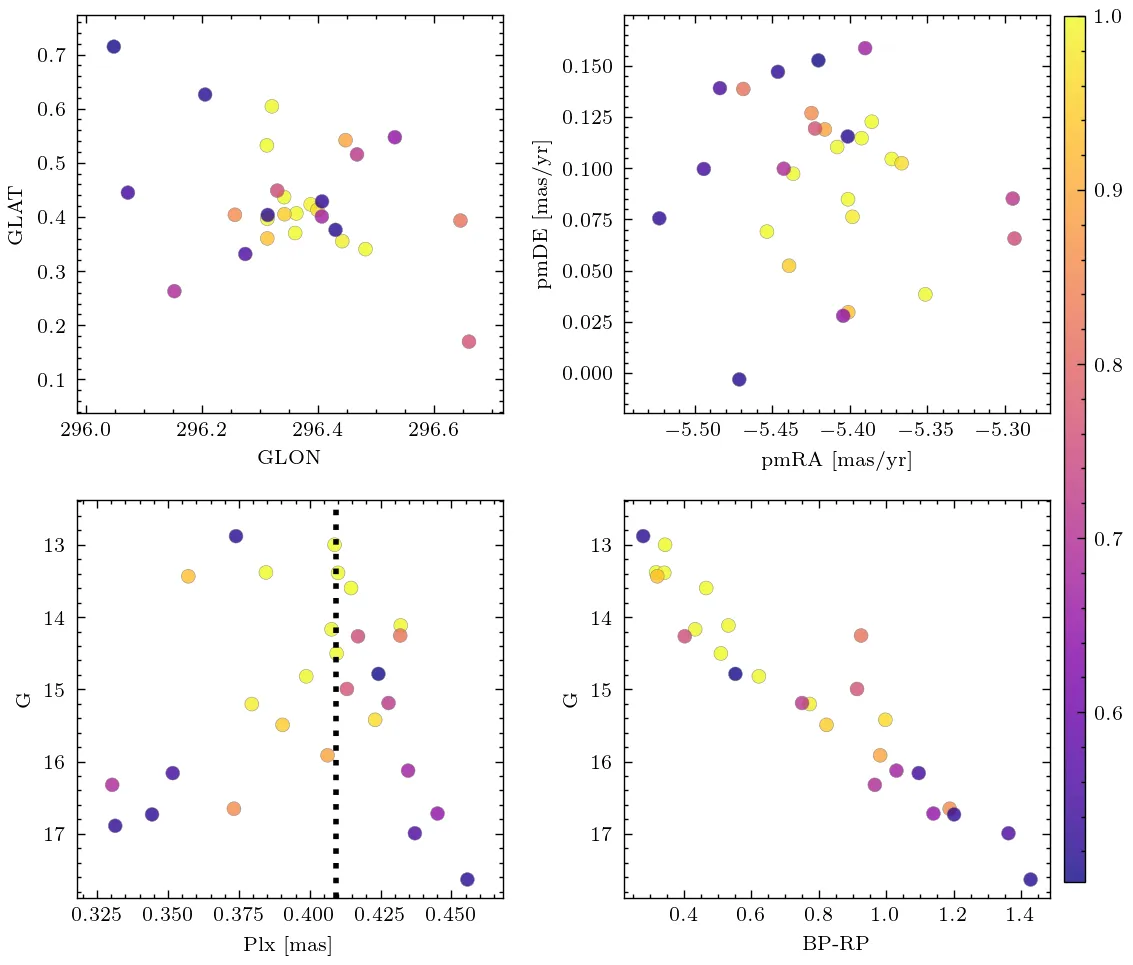 0.7
0.6
0.5
0.4
0.3
0.2
0.1
GLAT
296.0 296.2 296.4 296.6
GLON
0.150
0.125
0.100
0.075
0.050
0.025
0.000
pmDE [mas/yr]
−5.50 −5.45 −5.40 −5.35 −5.30
pmRA [mas/yr]
1.0
0.9
0.8
0.7
0.6
13
14
15
16
17
G
0.325 0.350 0.375 0.400 0.425 0.450
Plx [mas]
13
14
15
16
17
G
0.4 0.6 0.8 1.0 1.2 1.4
BP-RP